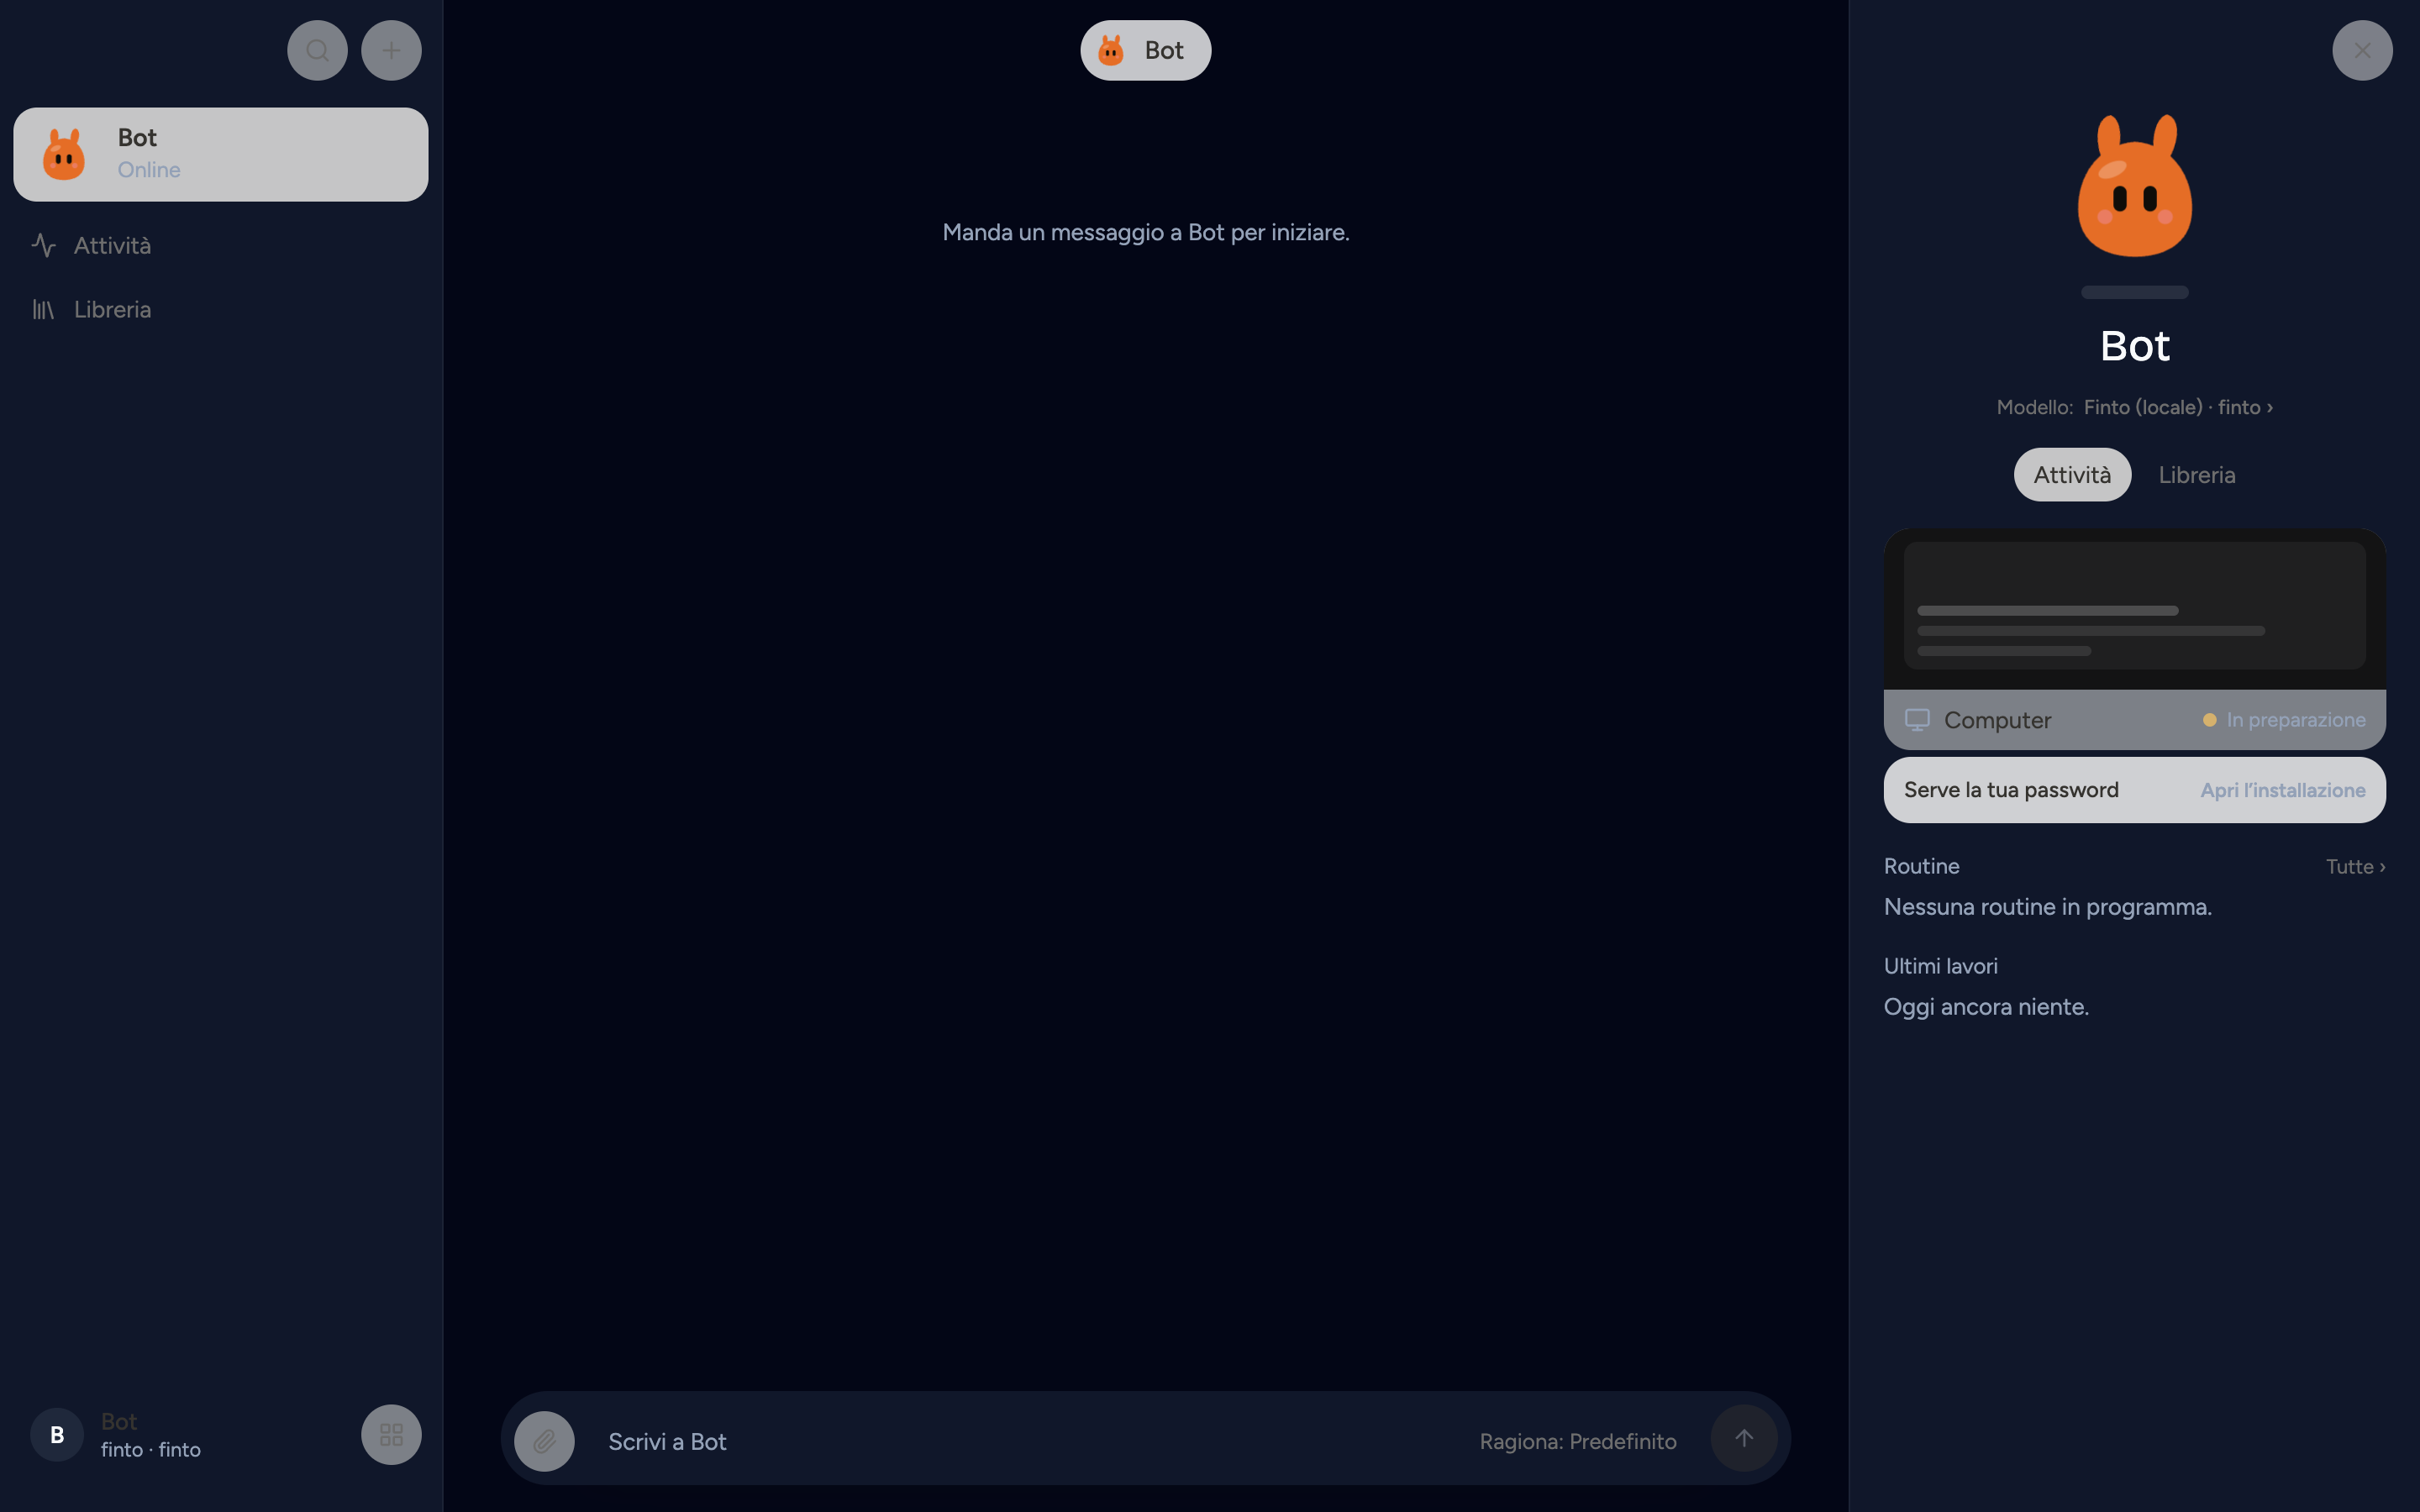 Bot
Online
Attività
Libreria
B
Bot
finto · finto
Bot
Manda un messaggio a Bot per iniziare.
Scrivi a Bot
Ragiona: Predefinito
Bot
Modello: Finto (locale) · finto ›
Attività
Libreria
Computer
In preparazione
Serve la tua password
Apri l’installazione
Routine
Tutte ›
Nessuna routine in programma.
Ultimi lavori
Oggi ancora niente.